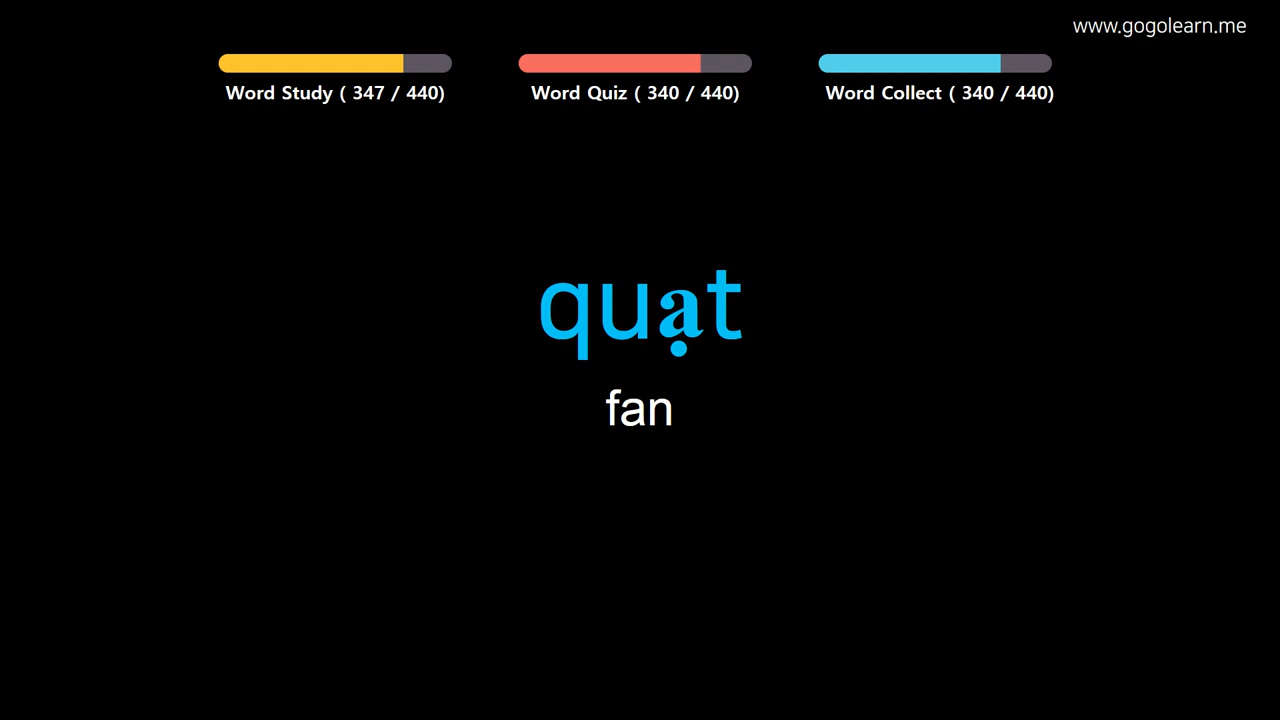 www.gogolearn.me
Word Study ( 347 / 440)
Word Quiz ( 340 / 440)
Word Collect ( 340 / 440)
quạt
fan